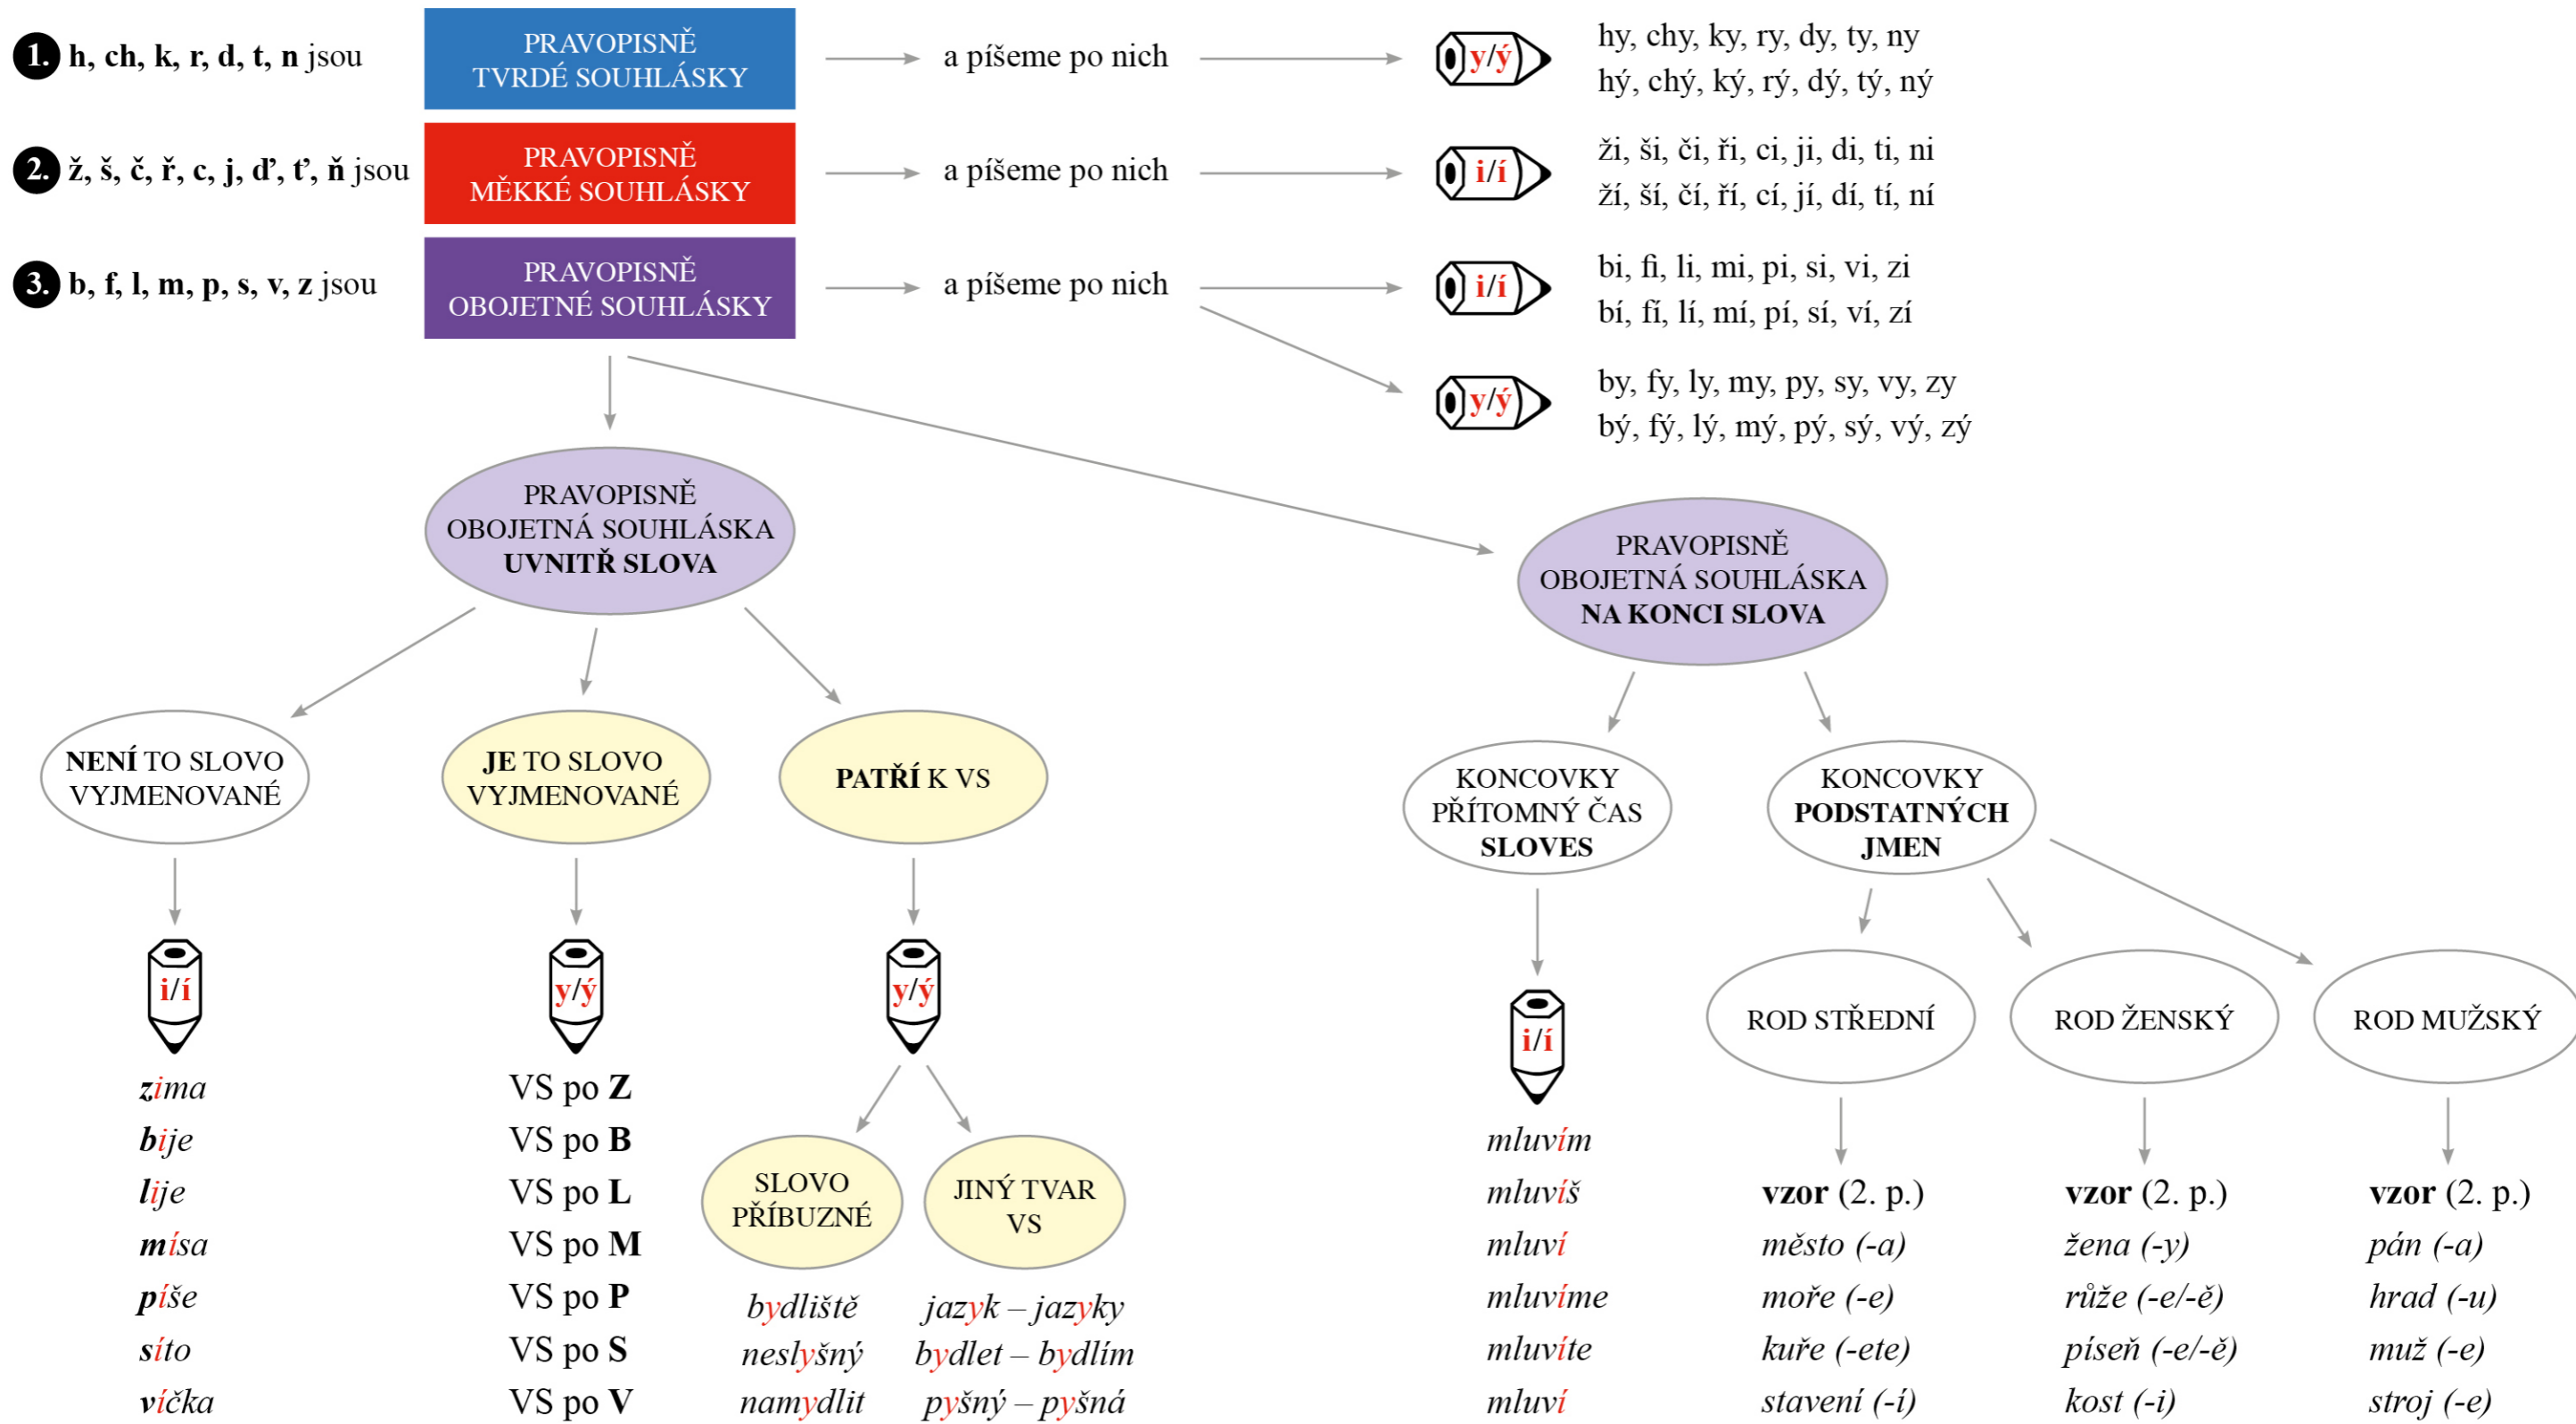 1. h, ch, k, r, d, t, n jsou
PRAVOPISNĚ
TVRDÉ SOUHLÁSKY
a píšeme po nich
y/ý
hy, chy, ky, ry, dy, ty, ny
hý, chý, ký, rý, dý, tý, ný
2. ž, š, č, ř, c, j, ď, ť, ň jsou
PRAVOPISNĚ
MĚKKÉ SOUHLÁSKY
a píšeme po nich
i/í
ži, ši, či, ři, ci, ji, di, ti, ni
ží, ší, čí, ří, cí, jí, dí, tí, ní
3. b, f, l, m, p, s, v, z jsou
PRAVOPISNĚ
OBOJETNÉ SOUHLÁSKY
a píšeme po nich
i/í
bi, fi, li, mi, pi, si, vi, zi
bí, fí, lí, mí, pí, sí, ví, zí
y/ý
by, fy, ly, my, py, sy, vy, zy
bý, fý, lý, mý, pý, sý, vý, zý
PRAVOPISNĚ
OBOJETNÁ SOUHLÁSKA
UVNITŘ SLOVA
NENÍ TO SLOVO
VYJMENOVANÉ
i/í
zima
bije
lije
mísa
píše
síto
víčka
JE TO SLOVO
VYJMENOVANÉ
y/ý
VS po Z
VS po B
VS po L
VS po M
VS po P
VS po S
VS po V
PATŘÍ K VS
y/ý
SLOVO
PŘÍBUZNÉ
bydliště
neslyšný
namydlit
JINÝ TVAR
VS
jazyk – jazyky
bydlet – bydlím
pyšný – pyšná
PRAVOPISNĚ
OBOJETNÁ SOUHLÁSKA
NA KONCI SLOVA
KONCOVKY
PŘÍTOMNÝ ČAS
SLOVES
i/í
mluvím
mluvíš
mluví
mluvíme
mluvíte
mluví
KONCOVKY
PODSTATNÝCH
JMEN
ROD STŘEDNÍ
vzor (2. p.)
město (-a)
moře (-e)
kuře (-ete)
stavení (-í)
ROD ŽENSKÝ
vzor (2. p.)
žena (-y)
růže (-e/-ě)
píseň (-e/-ě)
kost (-i)
ROD MUŽSKÝ
vzor (2. p.)
pán (-a)
hrad (-u)
muž (-e)
stroj (-e)